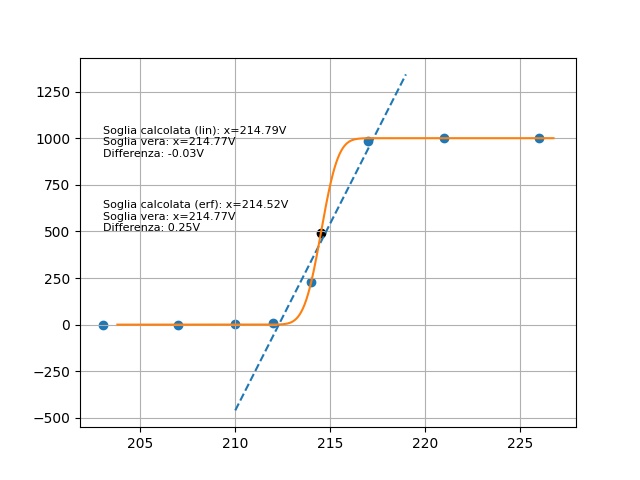 1250
1000
750
500
250
0
−250
−500
Soglia calcolata (lin): x=214.79V
Soglia vera: x=214.77V
Differenza: -0.03V
Soglia calcolata (erf): x=214.52V
Soglia vera: x=214.77V
Differenza: 0.25V
205 210 215 220 225